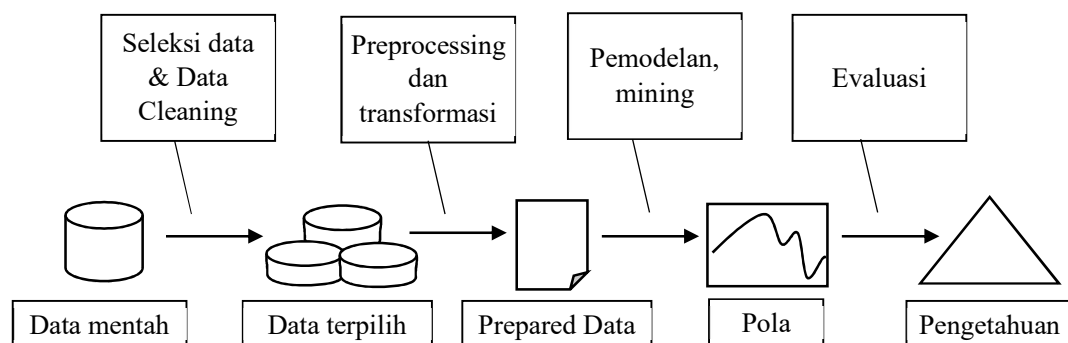 Seleksi data
& Data
Cleaning
Preprocessing
dan
transformasi
Pemodelan,
mining
Evaluasi
Data mentah
Data terpilih
Prepared Data
Pola
Pengetahuan